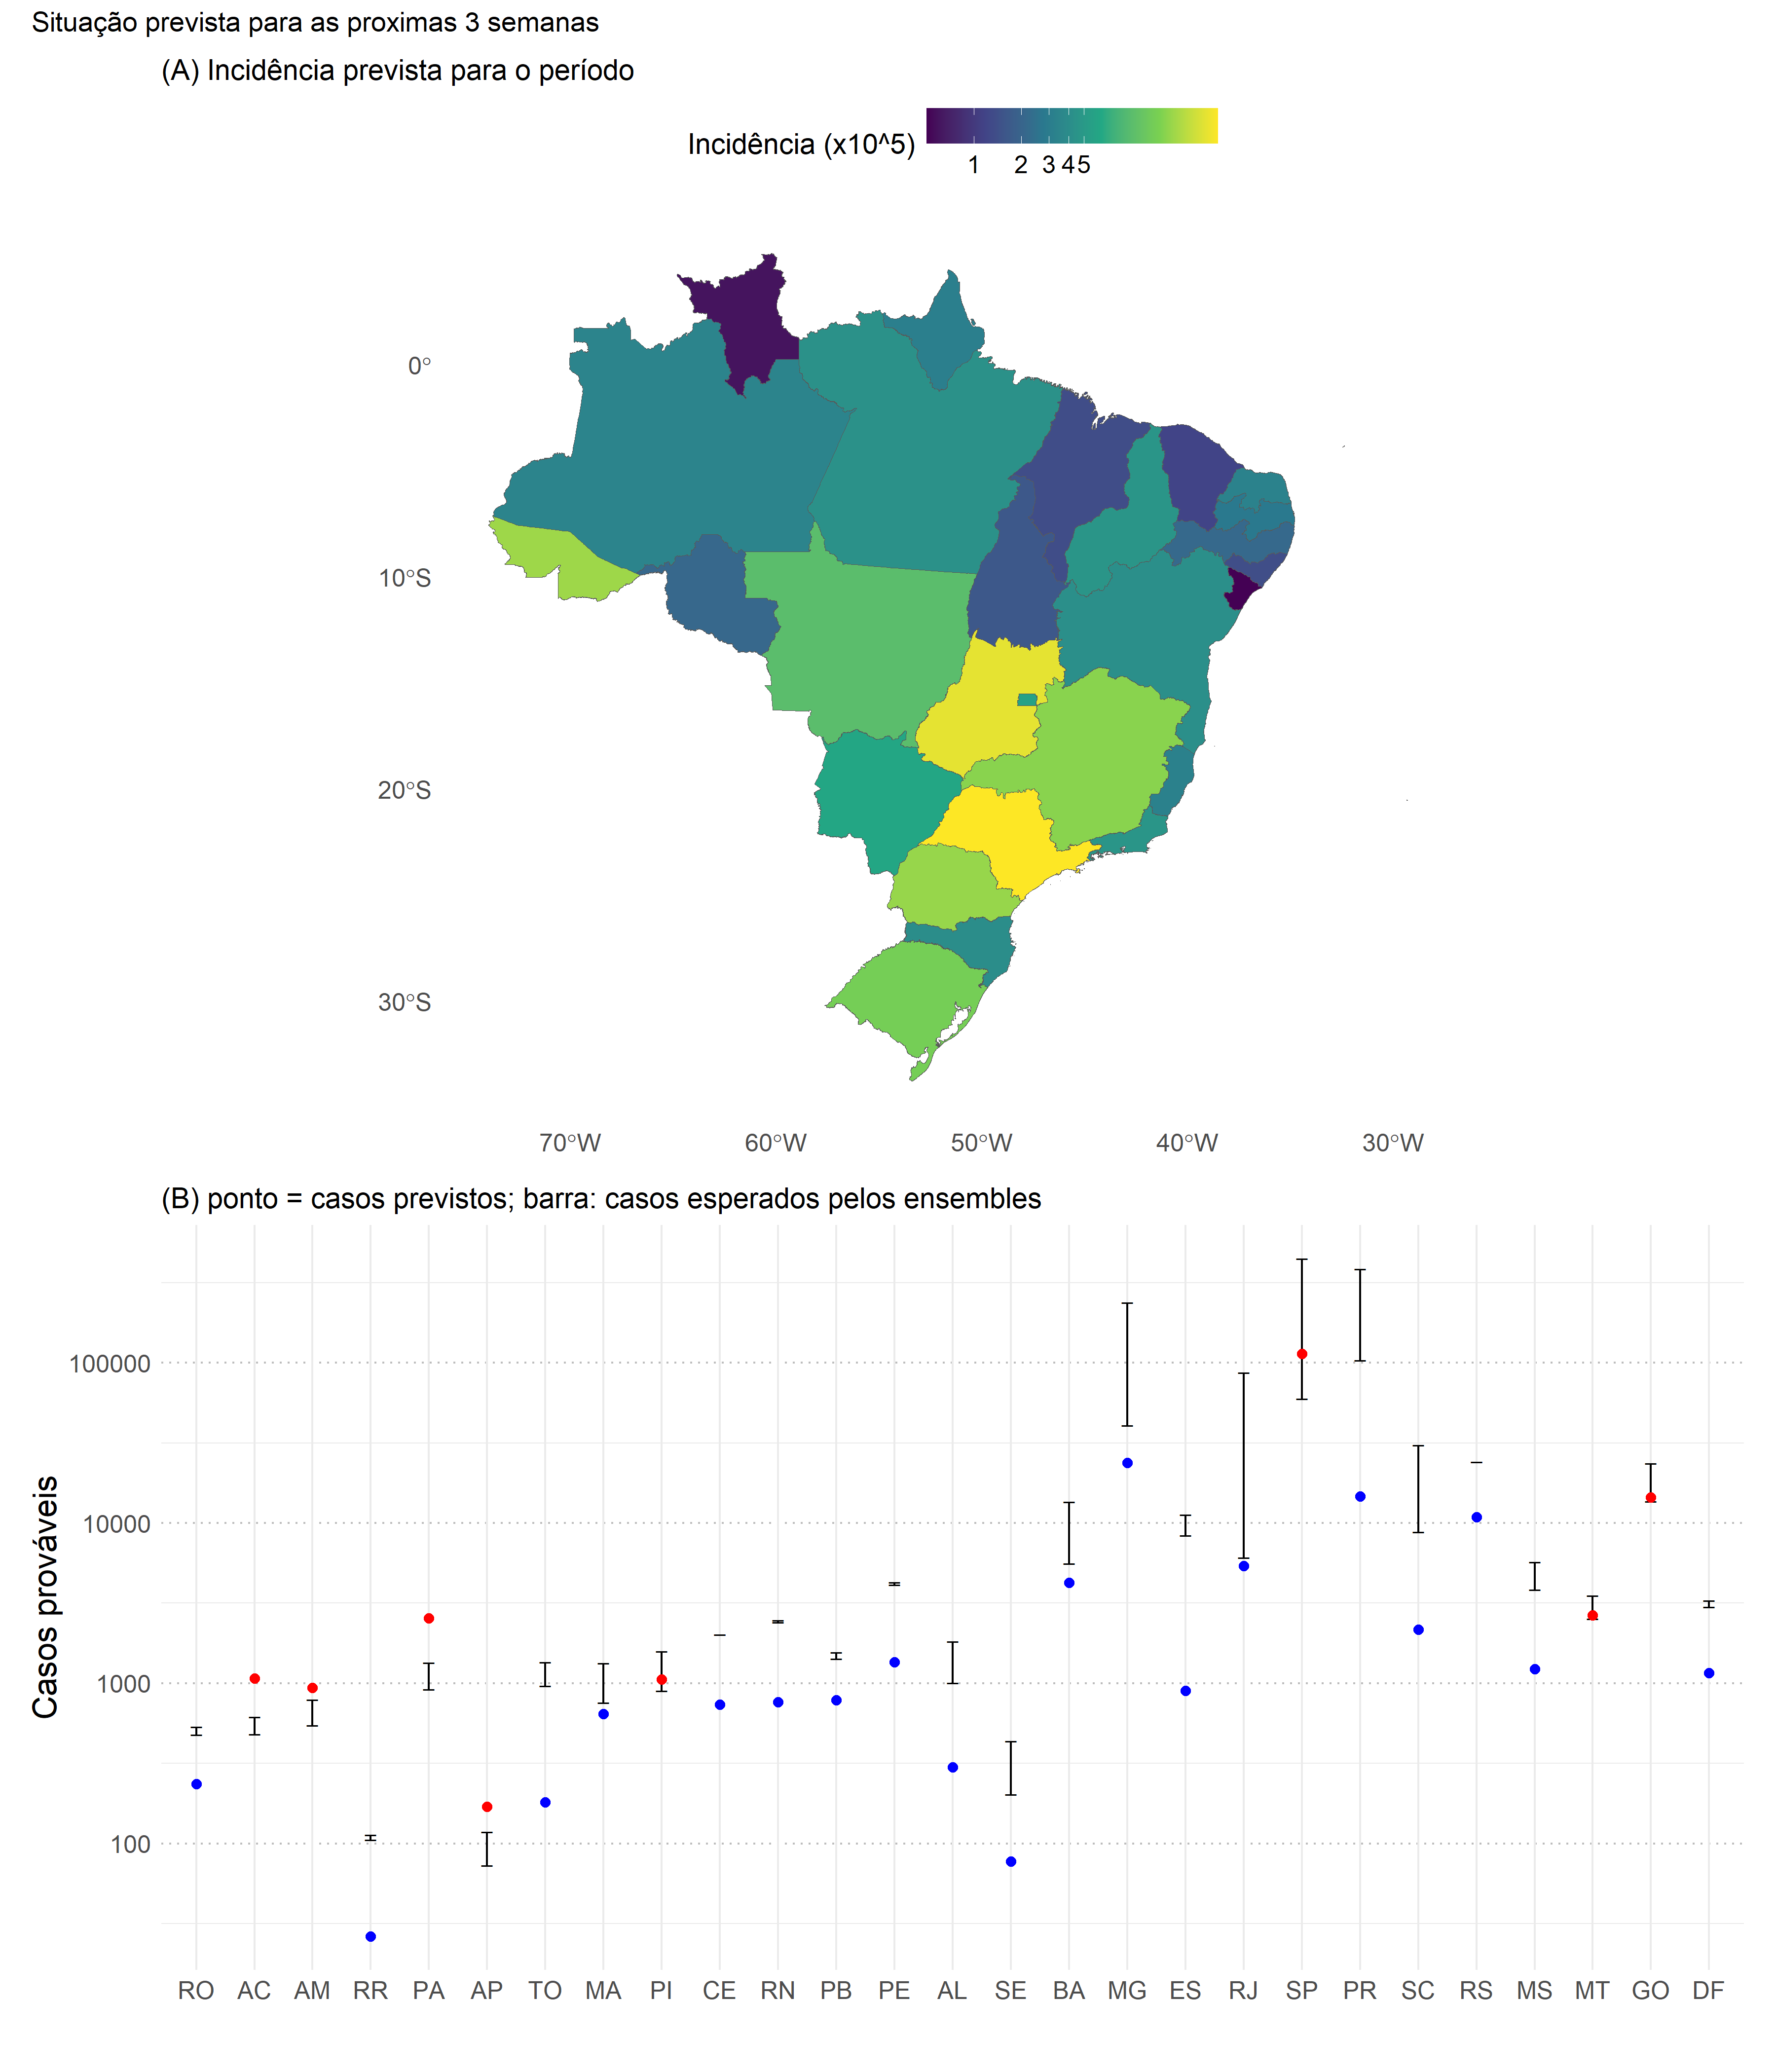 Situação prevista para as proximas 3 semanas
(A) Incidência prevista para o período
Incidência (x10^5)
1 2 3 4 5
0°
10°S
20°S
30°S
70°W 60°W 50°W 40°W 30°W
(B) ponto = casos previstos; barra: casos esperados pelos ensembles
Casos prováveis
100000
10000
1000
100
RO AC AM RR PA AP TO MA PI CE RN PB PE AL SE BA MG ES RJ SP PR SC RS MS MT GO DF